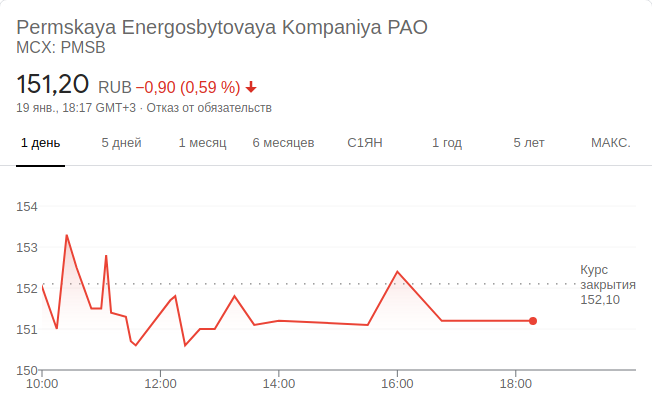 Permskaya Energosbytovaya Kompaniya PAO
MCX: PMSB
151,20 RUB −0,90 (0,59 %)
19 янв., 18:17 GMT+3 · Отказ от обязательств
1 день 5 дней 1 месяц 6 месяцев С1ЯН 1 год 5 лет МАКС.
154
153
Курс
152 закрытия
152,10
151
150
10:00 12:00 14:00 16:00 18:00